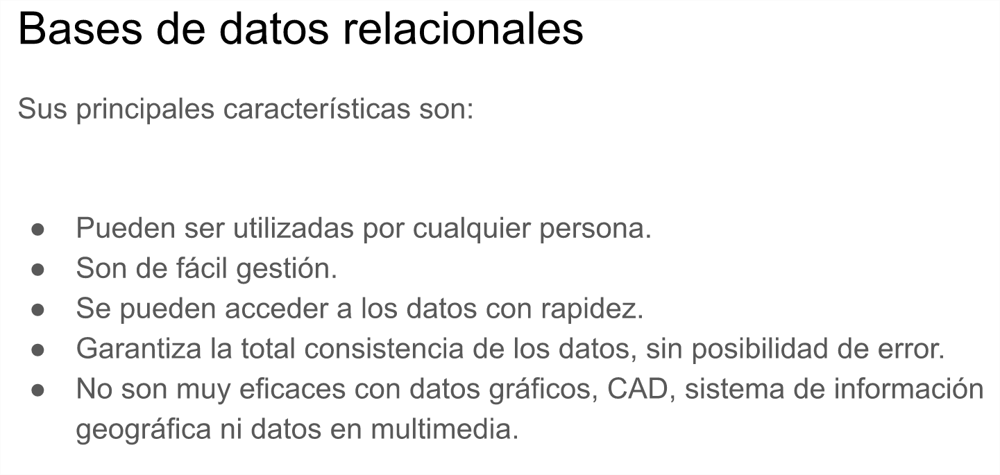 Bases de datos relacionales
Sus principales características son:
● Pueden ser utilizadas por cualquier persona.
● Son de fácil gestión.
● Se pueden acceder a los datos con rapidez.
● Garantiza la total consistencia de los datos, sin posibilidad de error.
● No son muy eficaces con datos gráficos, CAD, sistema de información
geográfica ni datos en multimedia.